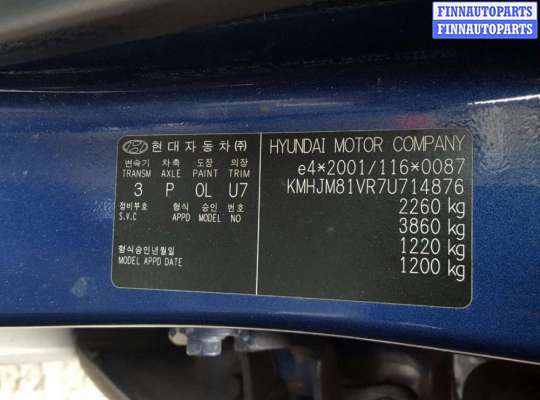 FINNAUTOPARTS
FINNAUTOPARTS
현대자동차㈜
변속기 차축 도장 의장
TRANSM AXLE PAINT TRIM
3 P OL U7
정비부호 형식 승인 번호
S.V.C APPD MODEL NO
형식승인년월일
MODEL APPD DATE
HYUNDAI MOTOR COMPANY
e4*2001/116*0087
KMHJM81VR7U714876
2260 kg
3860 kg
1220 kg
1200 kg
FINNAUTOPARTS
FINNAUTOPARTS